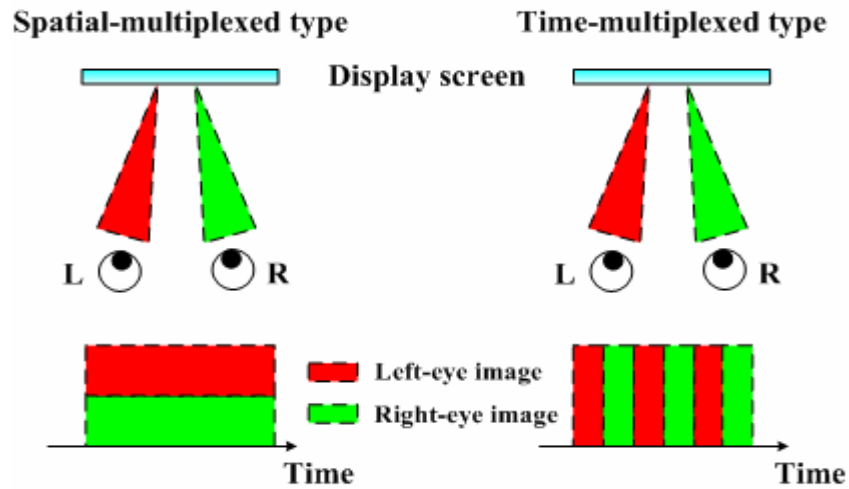 Spatial-multiplexed type
Time-multiplexed type
Display screen
L
R
L
R
Left-eye image
Right-eye image
Time
Time